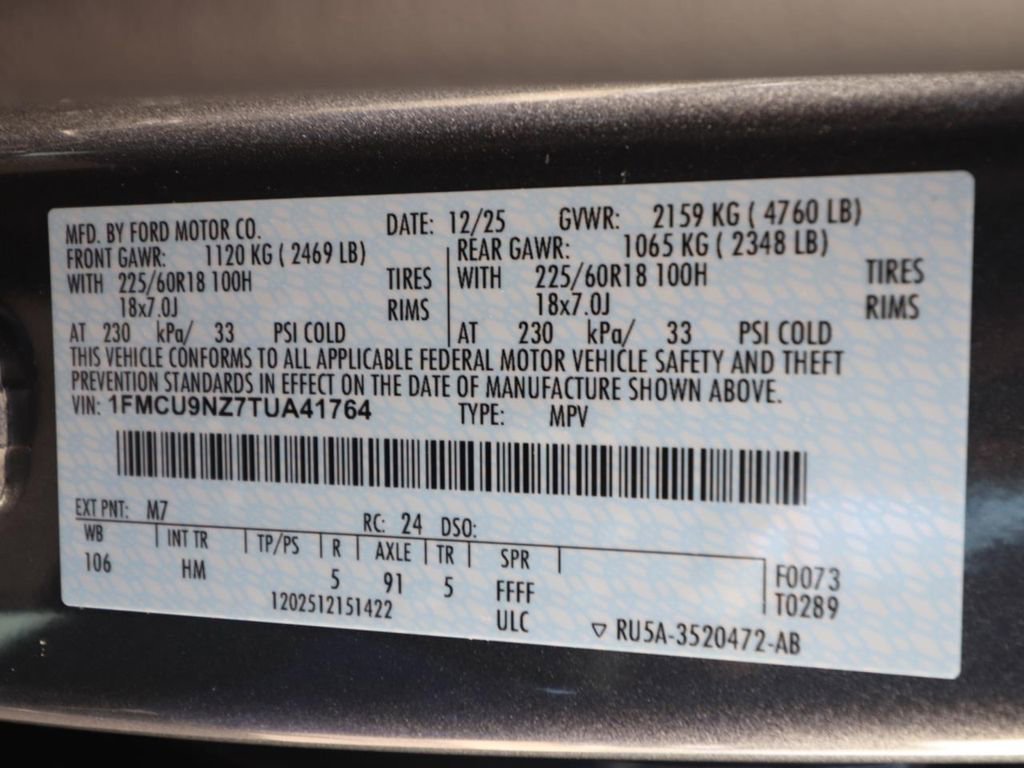 MFD. BY FORD MOTOR CO. DATE: 12/25 GVWR: 2159 KG ( 4760 LB)
FRONT GAWR: 1120 KG ( 2469 LB) REAR GAWR: 1065 KG ( 2348 LB)
WITH 225/60R18 100H TIRES WITH 225/60R18 100H TIRES
18x7.0J RIMS 18x7.0J RIMS
AT 230 kPa/ 33 PSI COLD AT 230 kPa/ 33 PSI COLD
THIS VEHICLE CONFORMS TO ALL APPLICABLE FEDERAL MOTOR VEHICLE SAFETY AND THEFT
PREVENTION STANDARDS IN EFFECT ON THE DATE OF MANUFACTURE SHOWN ABOVE.
VIN: 1FMCU9NZ7TUA41764 TYPE: MPV
EXT PNT: M7 RC: 24 DSO:
WB INT TR TP/PS R AXLE TR SPR
106 HM 5 91 5 FFFF F0073
1202512151422 ULC T0289
RU5A-3520472-AB